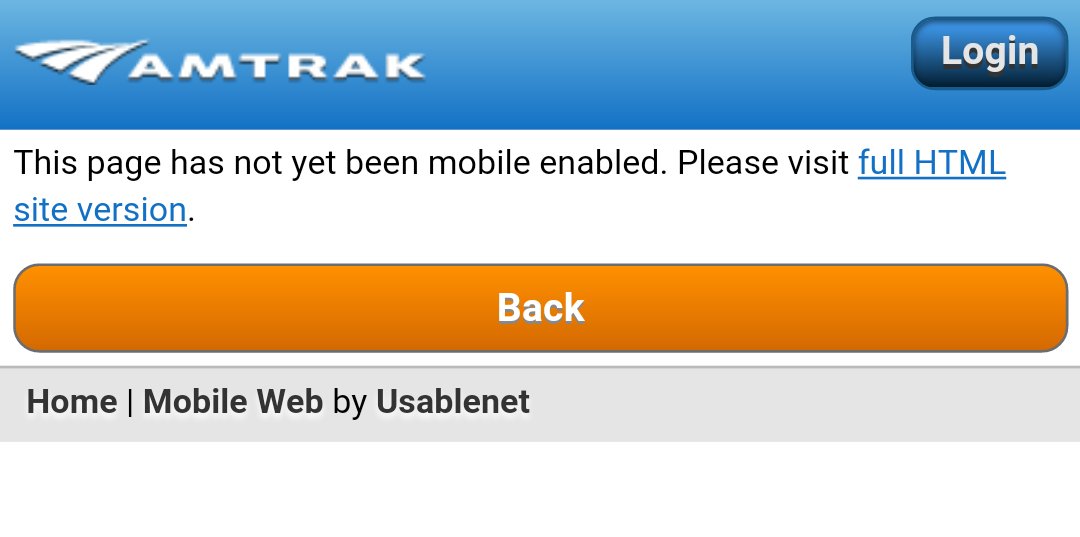 AMTRAK
Login
This page has not yet been mobile enabled. Please visit full HTML
site version.
Back
Home | Mobile Web by Usablenet